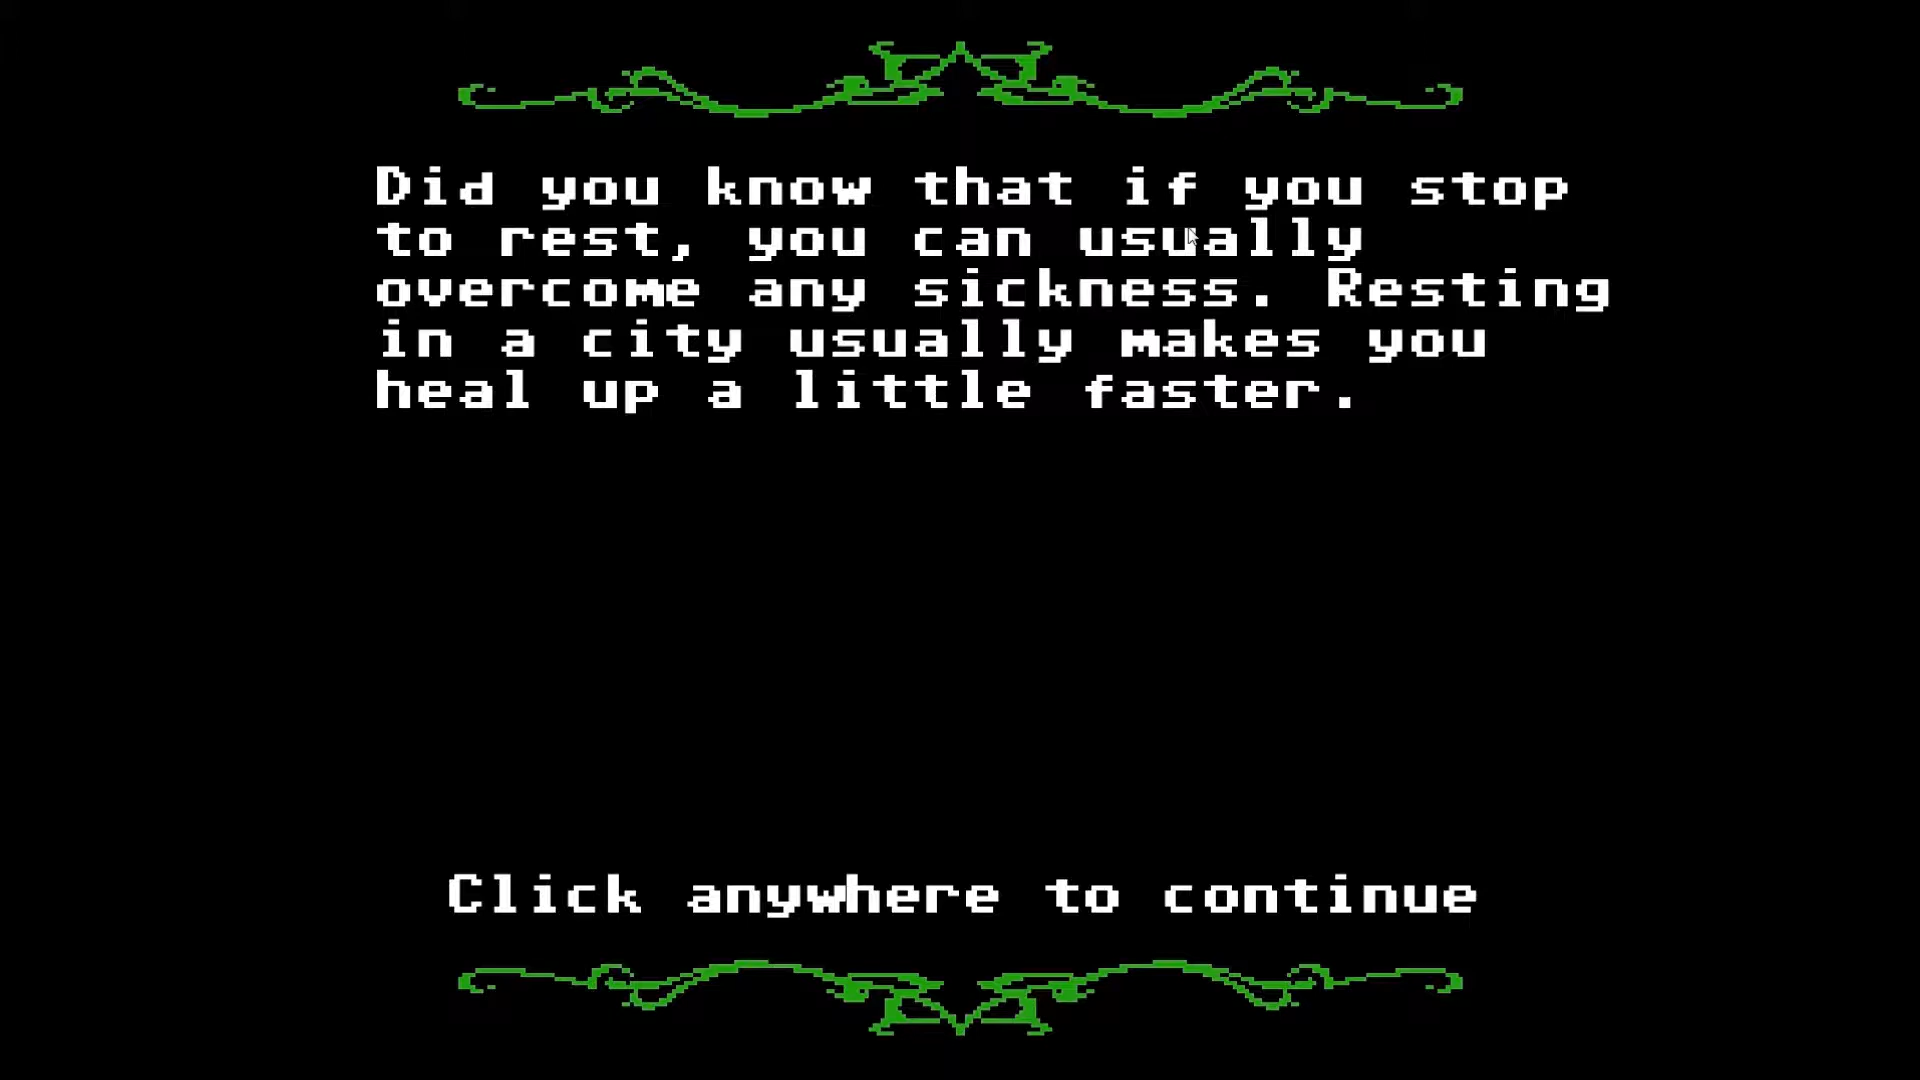 Did you know that if you stop
to rest, you can usually
overcome any sickness. Resting
in a city usually makes you
heal up a little faster.
Click anywhere to continue